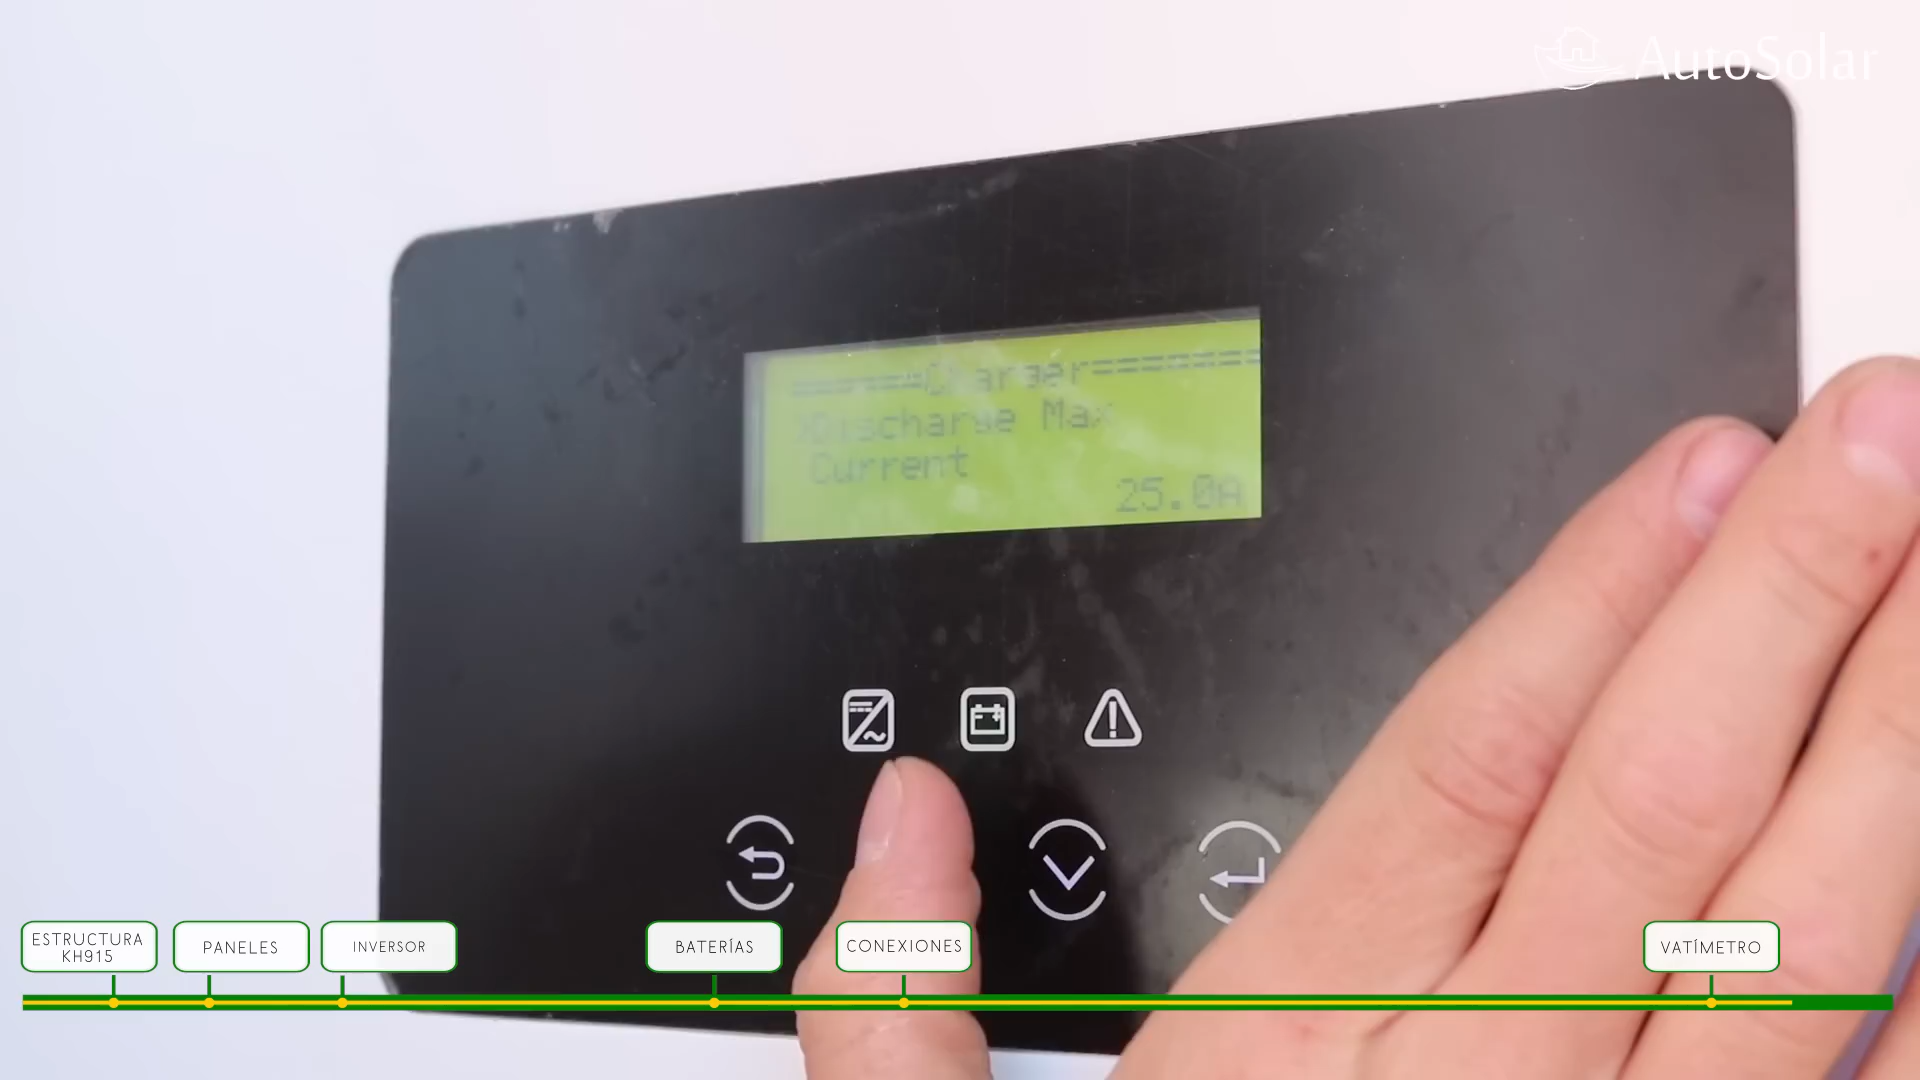 AutoSolar
======Charger=======
>Discharge Max
Current
25.0A
ESTRUCTURA
KH915
PANELES
INVERSOR
BATERÍAS
CONEXIONES
VATÍMETRO